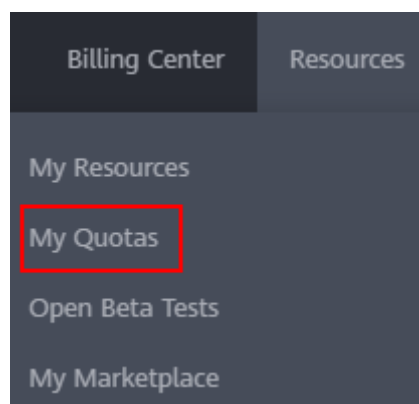 Billing Center Resources
My Resources
My Quotas
Open Beta Tests
My Marketplace